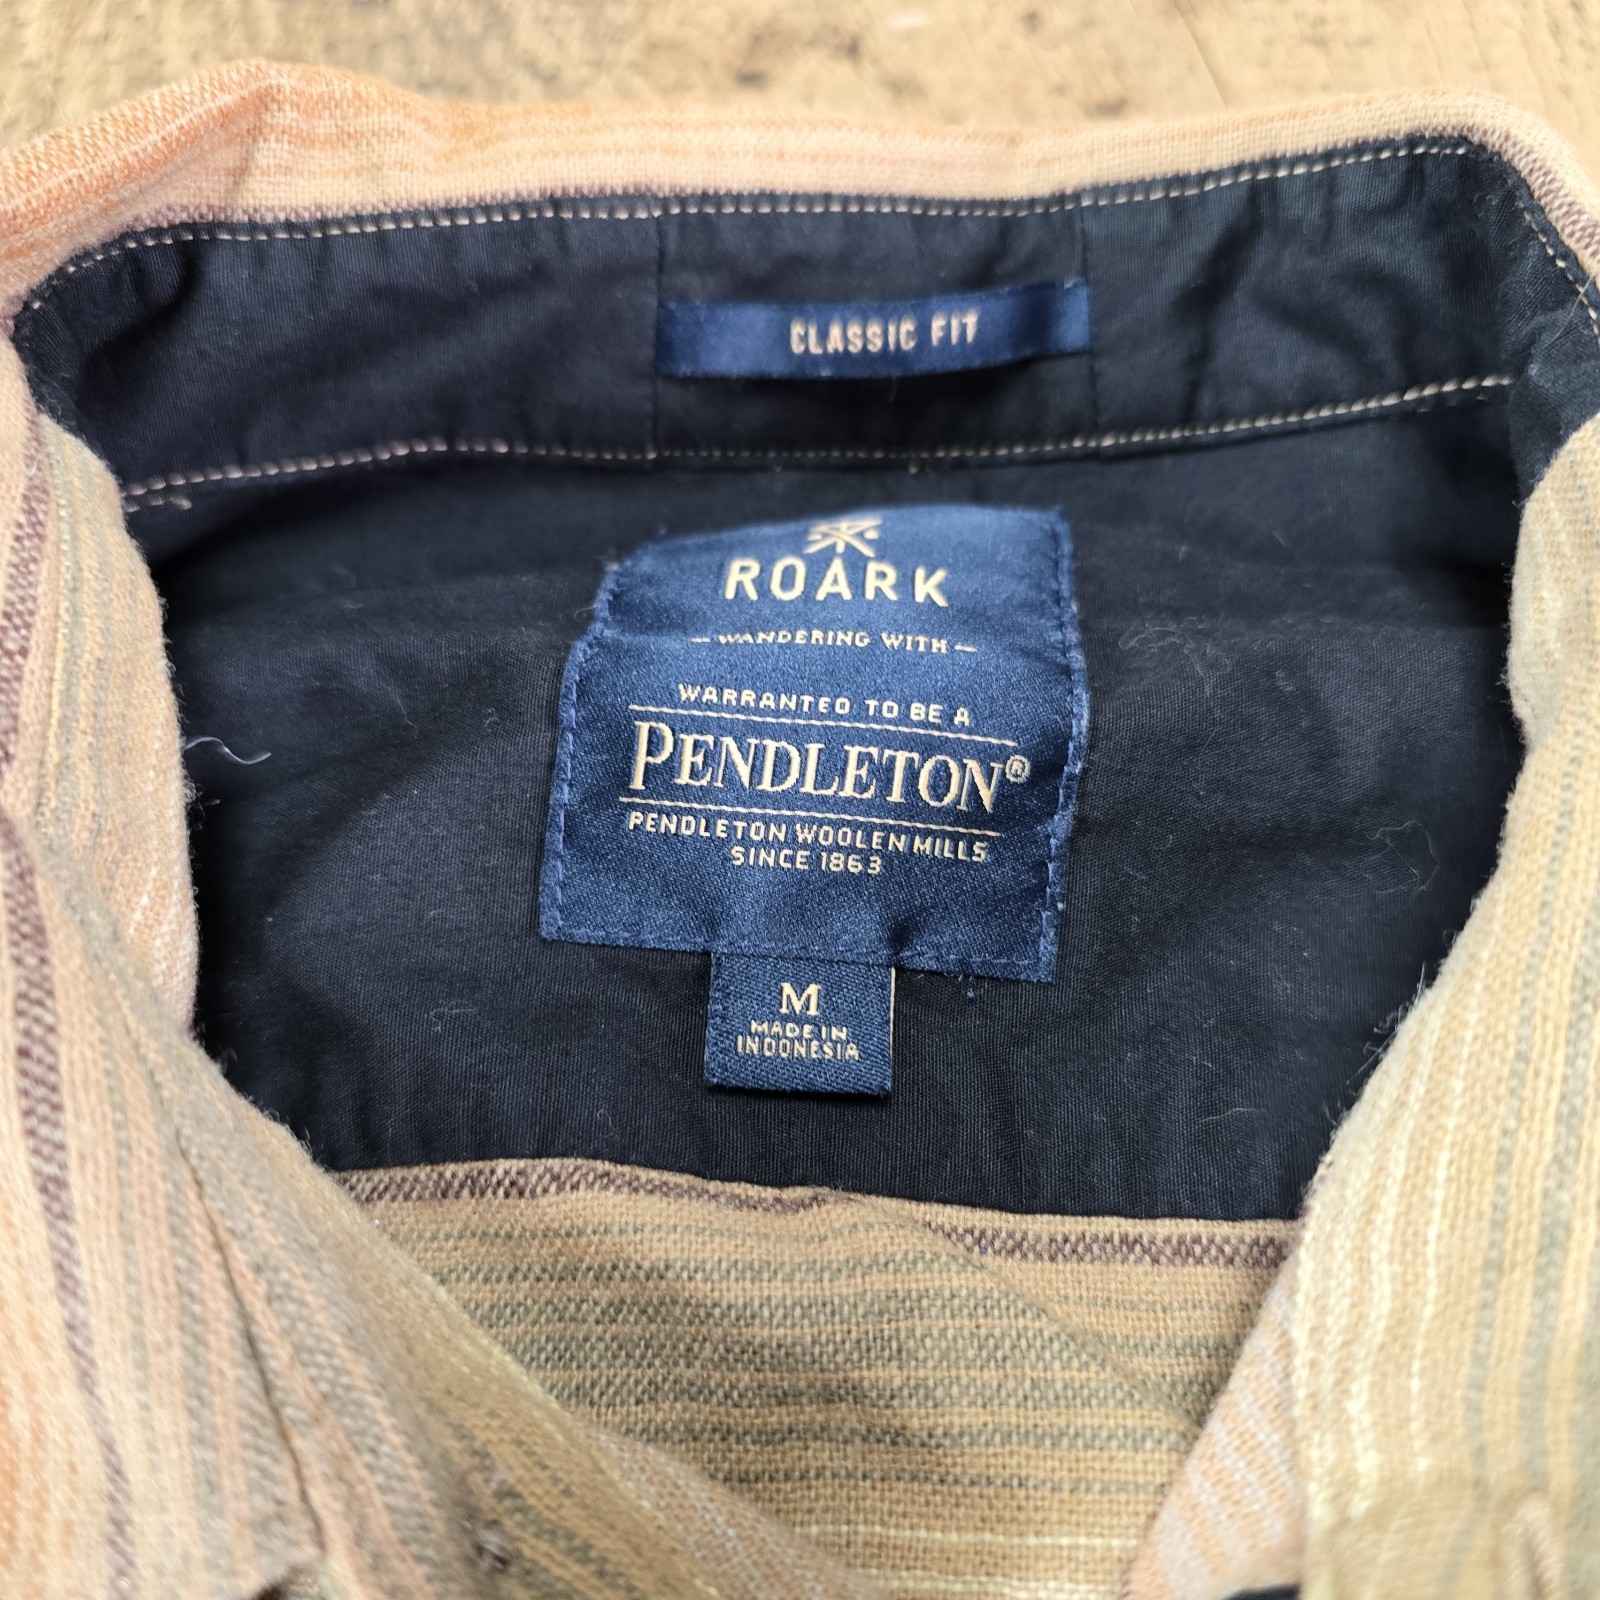 CLASSIC FIT
ROARK
— WANDERING WITH —
WARRANTED TO BE A
PENDLETON®
PENDLETON WOOLEN MILLS
SINCE 1863
M
MADE IN
INDONESIA